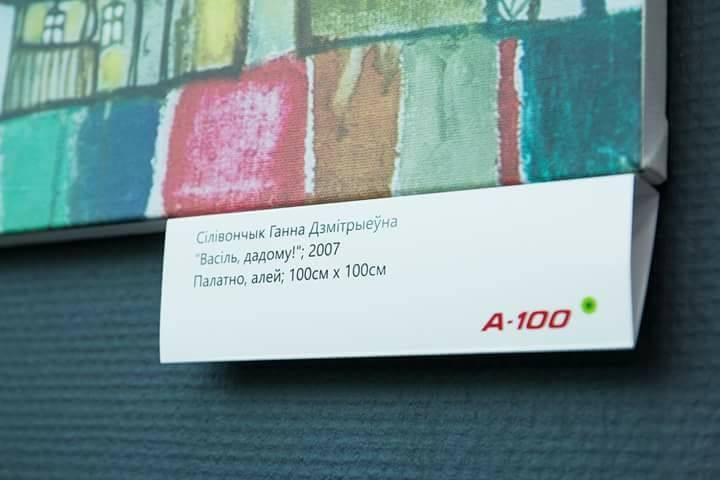 Сілівончык Ганна Дзмітрыеўна
"Васіль, дадому!"; 2007
Палатно, алей; 100см x 100см
А-100